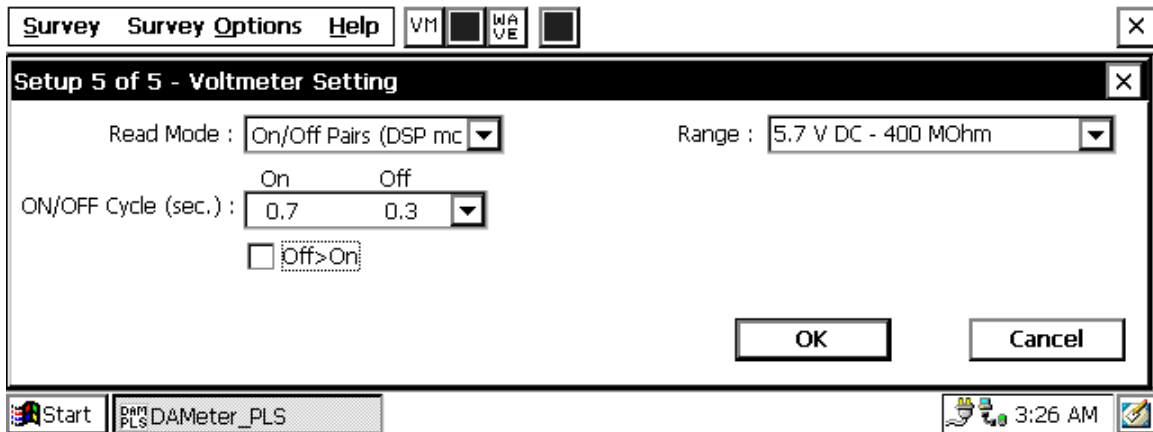 Survey Survey Options Help VM WAVE
Setup 5 of 5 - Voltmeter Setting
Read Mode : On/Off Pairs (DSP mc Range : 5.7 V DC - 400 MOhm
On Off
ON/OFF Cycle (sec.) : 0.7 0.3
Off>On
OK Cancel
Start DAM PLS DAMeter_PLS 3:26 AM